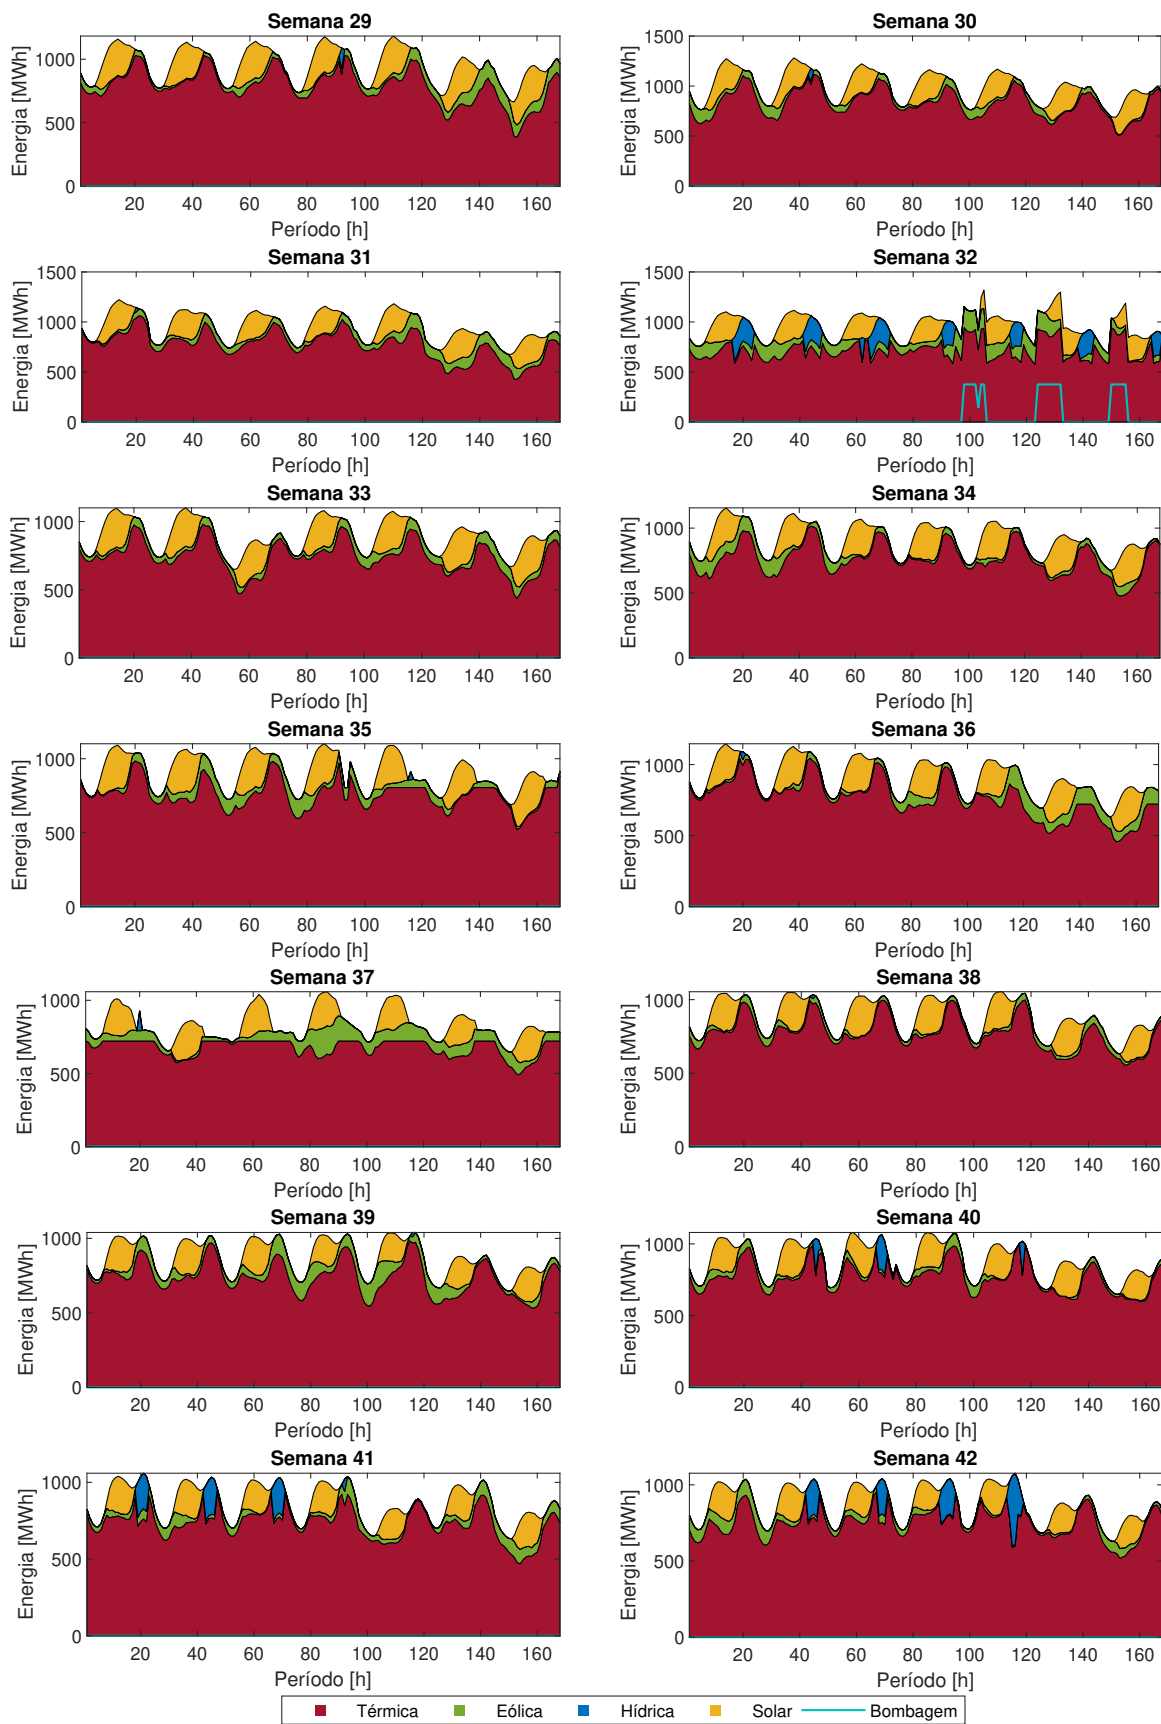 Semana 29
Energia [MWh]
1000
500
0
20 40 60 80 100 120 140 160
Período [h]
Semana 30
Energia [MWh]
1500
1000
500
0
20 40 60 80 100 120 140 160
Período [h]
Semana 31
Energia [MWh]
1500
1000
500
0
20 40 60 80 100 120 140 160
Período [h]
Semana 32
Energia [MWh]
1500
1000
500
0
20 40 60 80 100 120 140 160
Período [h]
Semana 33
Energia [MWh]
1000
500
0
20 40 60 80 100 120 140 160
Período [h]
Semana 34
Energia [MWh]
1000
500
0
20 40 60 80 100 120 140 160
Período [h]
Semana 35
Energia [MWh]
1000
500
0
20 40 60 80 100 120 140 160
Período [h]
Semana 36
Energia [MWh]
1000
500
0
20 40 60 80 100 120 140 160
Período [h]
Semana 37
Energia [MWh]
1000
500
0
20 40 60 80 100 120 140 160
Período [h]
Semana 38
Energia [MWh]
1000
500
0
20 40 60 80 100 120 140 160
Período [h]
Semana 39
Energia [MWh]
1000
500
0
20 40 60 80 100 120 140 160
Período [h]
Semana 40
Energia [MWh]
1000
500
0
20 40 60 80 100 120 140 160
Período [h]
Semana 41
Energia [MWh]
1000
500
0
20 40 60 80 100 120 140 160
Período [h]
Semana 42
Energia [MWh]
1000
500
0
20 40 60 80 100 120 140 160
Período [h]
Térmica Eólica Hídrica Solar Bombagem